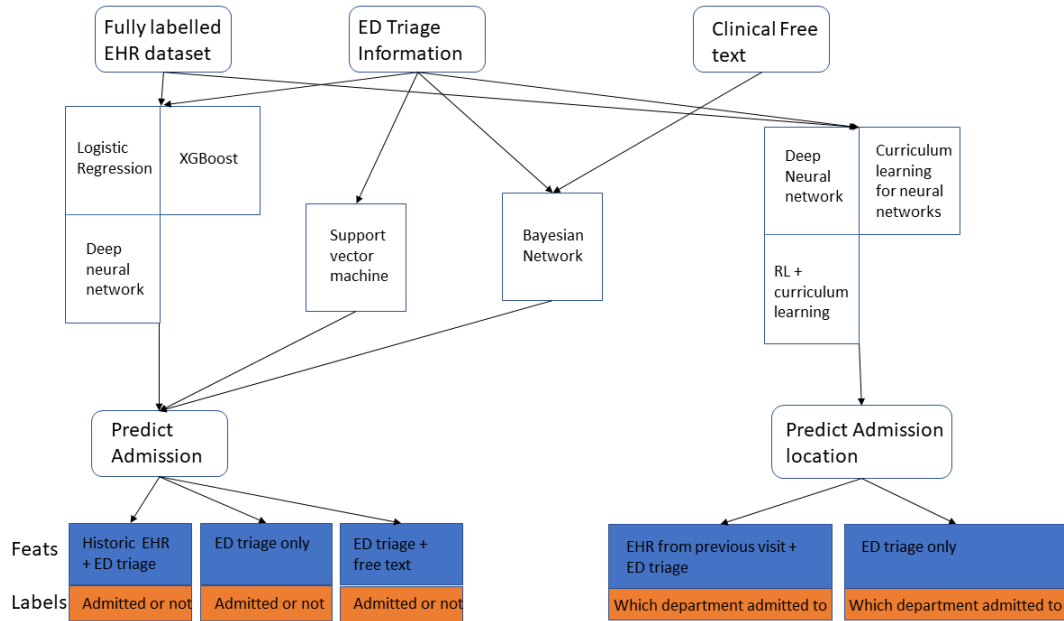 Fully labelled
EHR dataset
ED Triage
Information
Clinical Free
text
Logistic
Regression
XGBoost
Deep
neural
network
Support
vector
machine
Bayesian
Network
Deep
Neural
network
Curriculum
learning
for neural
networks
RL +
curriculum
learning
Predict
Admission
Predict Admission
location
Feats
Historic EHR
+ ED triage
ED triage only
ED triage +
free text
EHR from previous visit +
ED triage
ED triage only
Labels
Admitted or not
Admitted or not
Admitted or not
Which department admitted to
Which department admitted to